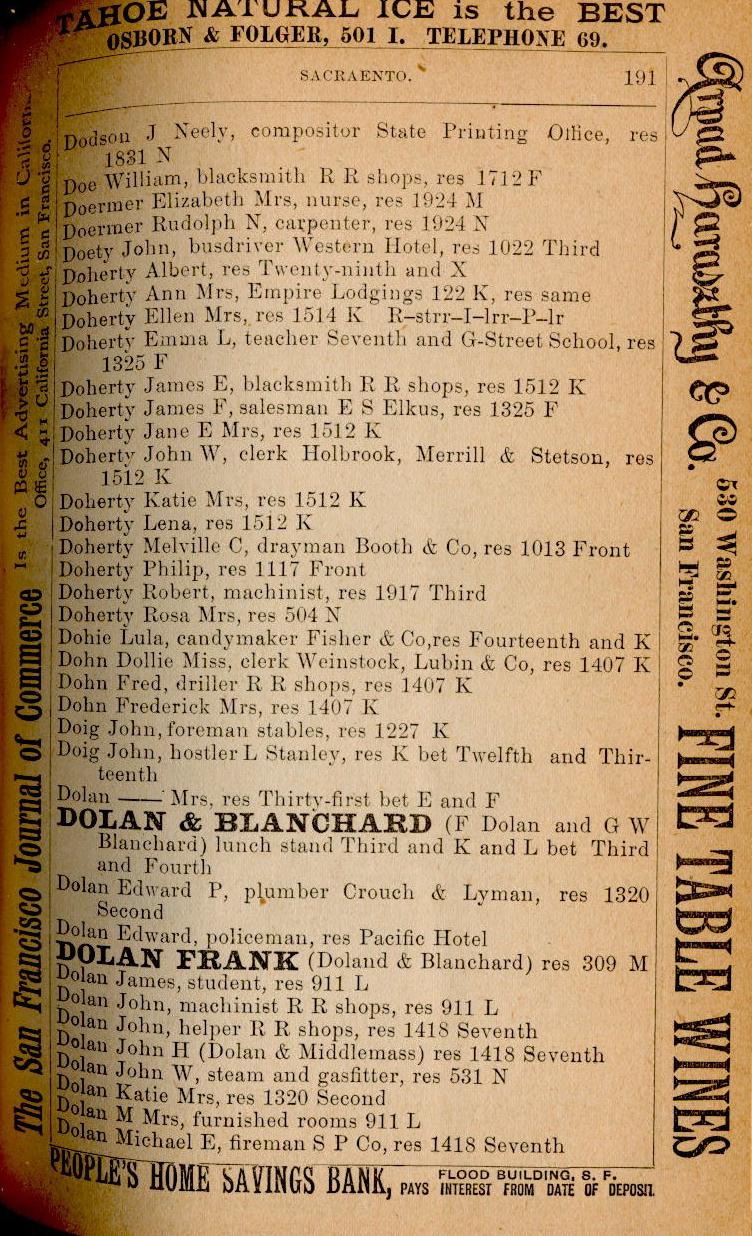 TAHOE NATURAL ICE is the BEST
OSBORN & FOLGER, 501 I. TELEPHONE 69.
SACRAENTO. 191
Dodson J Neely, compositor State Printing Office, res
1831 N
Doe William, blacksmith R R shops, res 1712 F
Doermer Elizabeth Mrs, nurse, res 1924 M
Doermer Rudolph N, carpenter, res 1924 N
Doety John, busdriver Western Hotel, res 1022 Third
Doherty Albert, res Twenty-ninth and X
Doherty Ann Mrs, Empire Lodgings 122 K, res same
Doherty Ellen Mrs, res 1514 K R-strr-I-lrr-P-lr
Doherty Emma L, teacher Seventh and G-Street School, res
1325 F
Doherty James E, blacksmith R R shops, res 1512 K
Doherty James F, salesman E S Elkus, res 1325 F
Doherty Jane E Mrs, res 1512 K
Doherty John W, clerk Holbrook, Merrill & Stetson, res
1512 K
Doherty Katie Mrs, res 1512 K
Doherty Lena, res 1512 K
Doherty Melville C, drayman Booth & Co, res 1013 Front
Doherty Philip, res 1117 Front
Doherty Robert, machinist, res 1917 Third
Doherty Rosa Mrs, res 504 N
Dohie Lula, candymaker Fisher & Co,res Fourteenth and K
Dohn Dollie Miss, clerk Weinstock, Lubin & Co, res 1407 K
Dohn Fred, driller R R shops, res 1407 K
Dohn Frederick Mrs, res 1407 K
Doig John, foreman stables, res 1227 K
Doig John, hostler L Stanley, res K bet Twelfth and Thir-
teenth
Dolan —— Mrs, res Thirty-first bet E and F
DOLAN & BLANCHARD (F Dolan and G W
Blanchard) lunch stand Third and K and L bet Third
and Fourth
Dolan Edward P, plumber Crouch & Lyman, res 1320
Second
Dolan Edward, policeman, res Pacific Hotel
DOLAN FRANK (Doland & Blanchard) res 309 M
Dolan James, student, res 911 L
Dolan John, machinist R R shops, res 911 L
Dolan John, helper R R shops, res 1418 Seventh
Dolan John H (Dolan & Middlemass) res 1418 Seventh
Dolan John W, steam and gasfitter, res 531 N
Dolan Katie Mrs, res 1320 Second
Dolan M Mrs, furnished rooms 911 L
Dolan Michael E, fireman S P Co, res 1418 Seventh
PEOPLE'S HOME SAVINGS BANK, FLOOD BUILDING, S. F.
PAYS INTEREST FROM DATE OF DEPOSIT.
The San Francisco Journal of Commerce Is the Best Advertising Medium in
Office, 411 California Street, San Francisco.
Arpad Haraszthy & Co. 530 Washington St. FINE TABLE WINES
San Francisco.